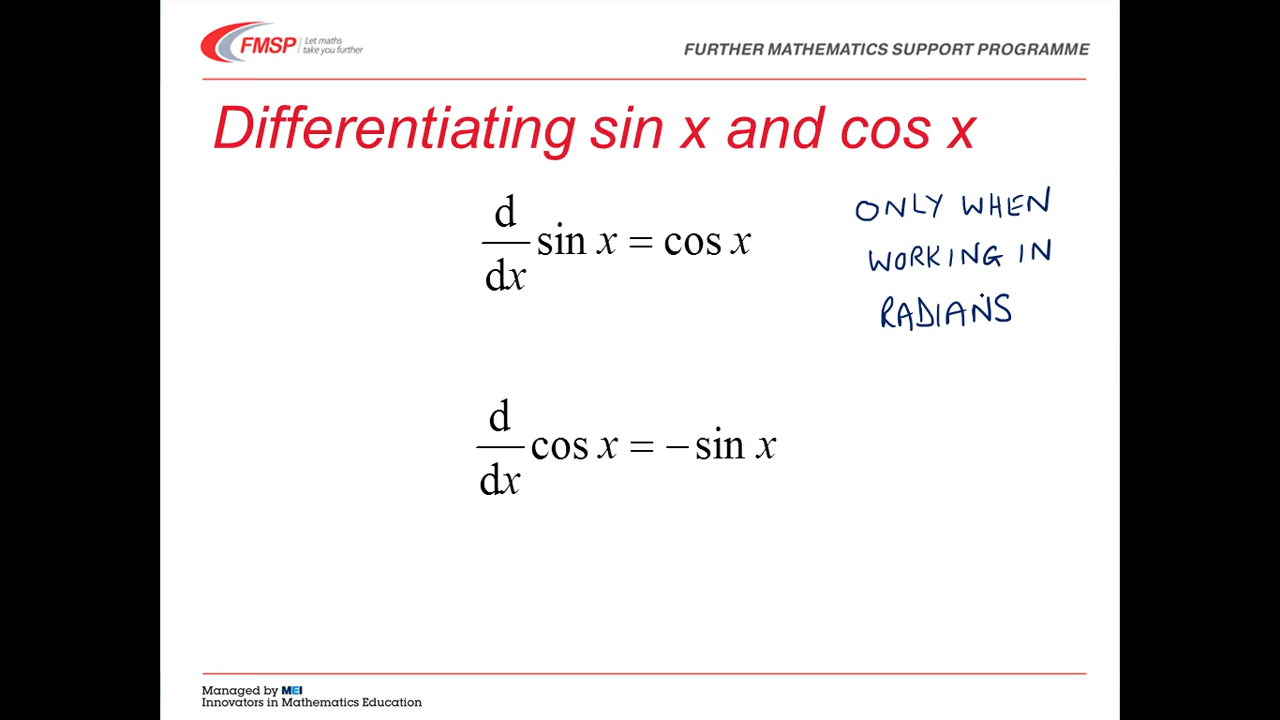 FMSP Let maths
take you further
FURTHER MATHEMATICS SUPPORT PROGRAMME
Differentiating sin x and cos x
d/dx sin x = cos x
ONLY WHEN
WORKING IN
RADIANS
d/dx cos x = −sin x
Managed by MEI
Innovators in Mathematics Education